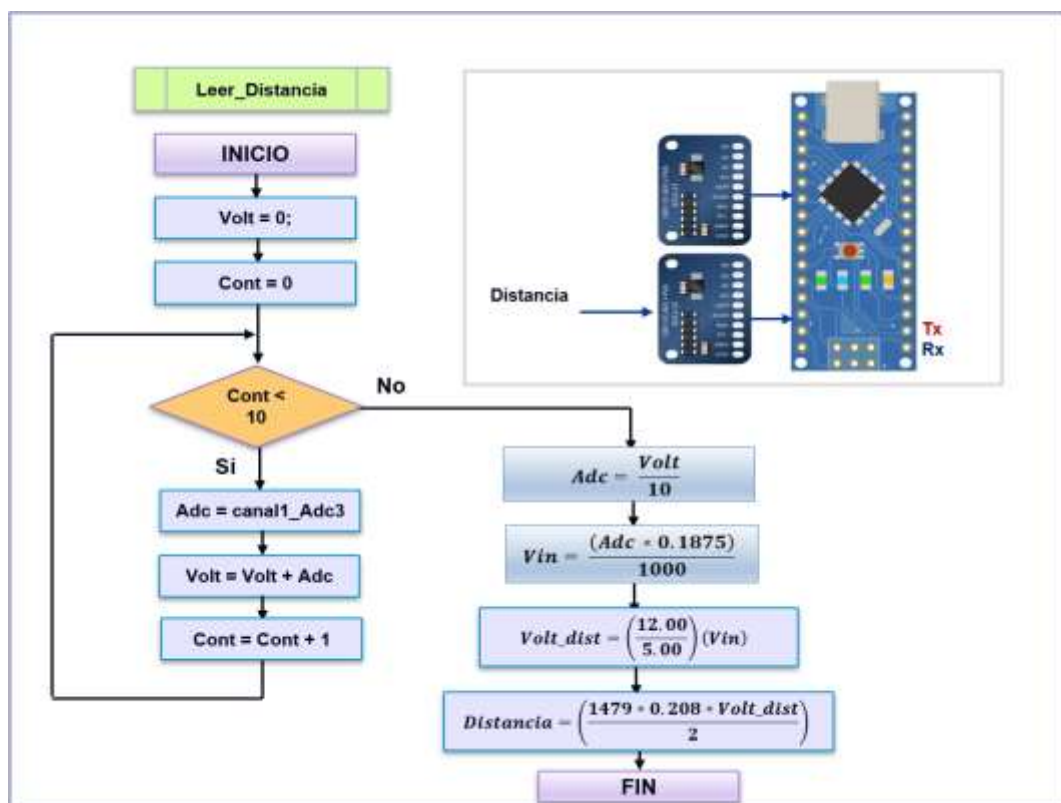 Leer_Distancia
INICIO
Volt = 0;
Cont = 0
Cont <
10
No
Si
Adc = canal1_Adc3
Volt = Volt + Adc
Cont = Cont + 1
Adc = Volt / 10
Vin = (Adc * 0.1875) / 1000
Volt_dist = (12.00 / 5.00) (Vin)
Distancia = (1479 * 0.208 * Volt_dist / 2)
FIN
Distancia
Tx
Rx